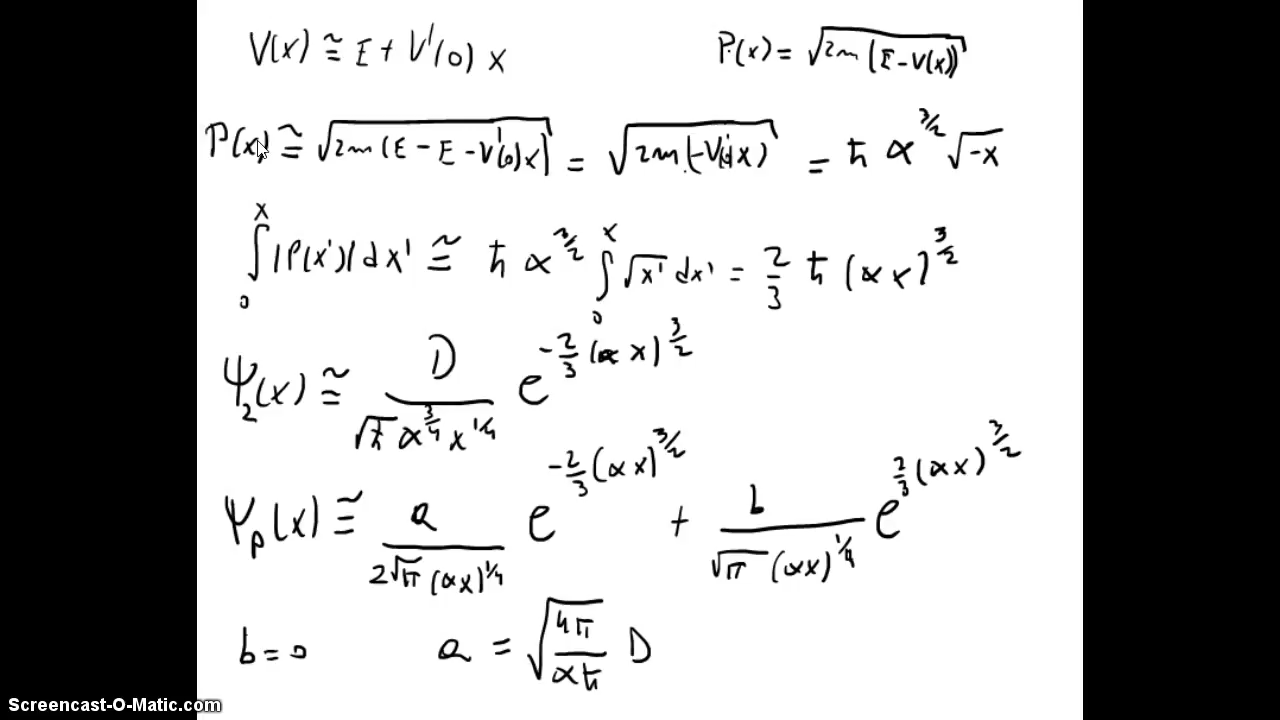 V(x) ≅ E + V'(0) x        P(x) = √(2m (E - V(x)))
P(x) ≅ √(2m (E - E - V'(0)x)) = √(2m(-V'(0)x)) = ħ α^(3/2) √(-x)
∫₀ˣ |P(x')| dx' ≅ ħ α^(3/2) ∫₀ˣ √x' dx' = 2/3 ħ (αx)^(3/2)
Ψ₂(x) ≅ D / (√ħ α^(3/4) x^(1/4)) e^(-2/3 (αx)^(3/2))
Ψ_p(x) ≅ a / (2√π (αx)^(1/4)) e^(-2/3 (αx)^(3/2)) + b / (√π (αx)^(1/4)) e^(2/3 (αx)^(3/2))
b = 0        a = √(4π / αħ) D
Screencast-O-Matic.com